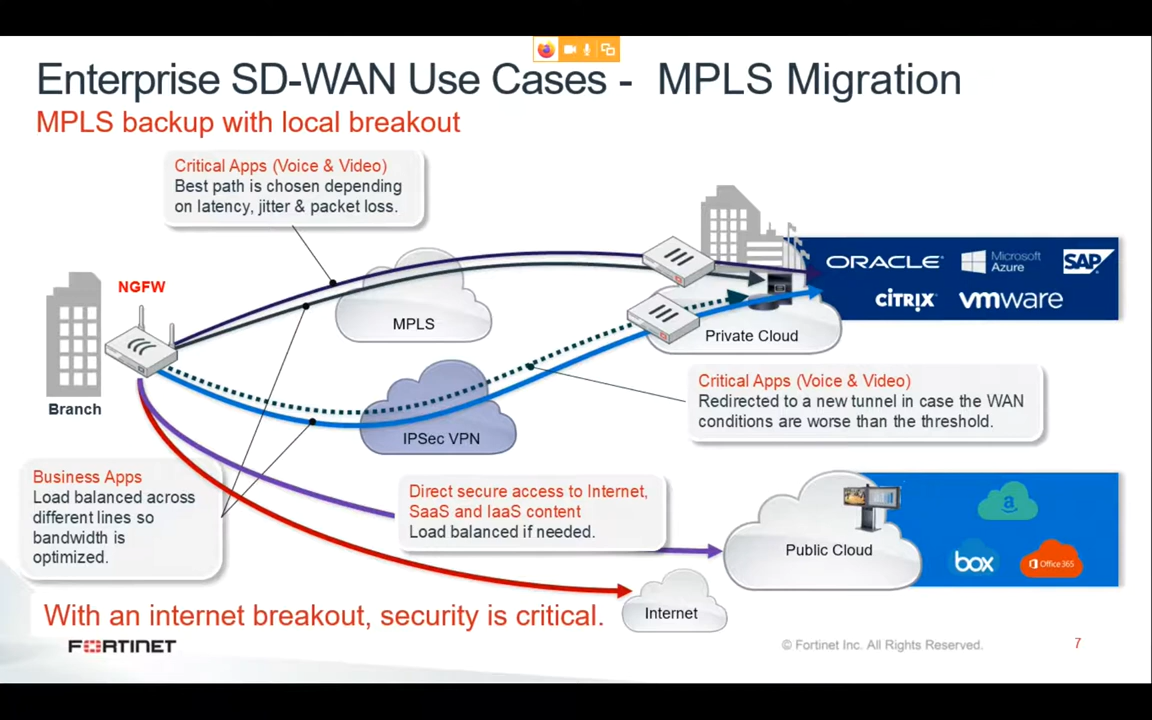 Enterprise SD-WAN Use Cases - MPLS Migration
MPLS backup with local breakout
Critical Apps (Voice & Video)
Best path is chosen depending
on latency, jitter & packet loss.
NGFW
Branch
MPLS
IPSec VPN
Private Cloud
ORACLE
Microsoft
Azure
SAP
CITRIX
vmware
Critical Apps (Voice & Video)
Redirected to a new tunnel in case the WAN
conditions are worse than the threshold.
Business Apps
Load balanced across
different lines so
bandwidth is
optimized.
Direct secure access to Internet,
SaaS and IaaS content
Load balanced if needed.
Public Cloud
a
box
Office 365
Internet
With an internet breakout, security is critical.
FORTINET
© Fortinet Inc. All Rights Reserved.
7